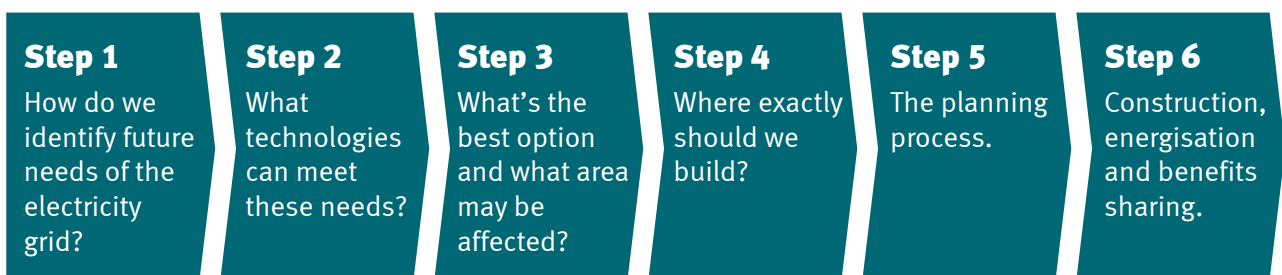 Step 1
How do we
identify future
needs of the
electricity
grid?
Step 2
What
technologies
can meet
these needs?
Step 3
What’s the
best option
and what area
may be
affected?
Step 4
Where exactly
should we
build?
Step 5
The planning
process.
Step 6
Construction,
energisation
and benefits
sharing.